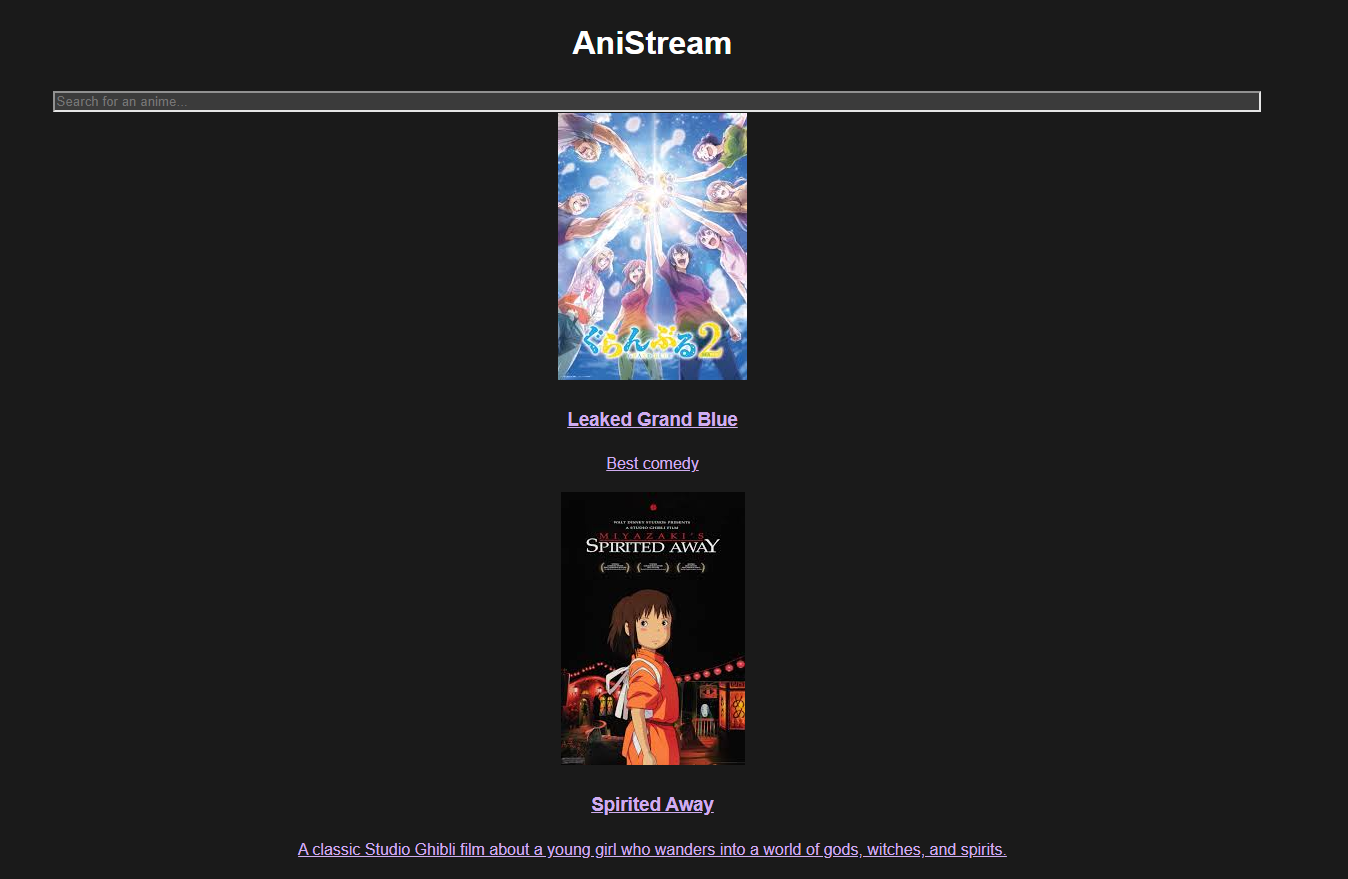 AniStream
Search for an anime...
ぐらんぶる2
Leaked Grand Blue
Best comedy
WALT DISNEY STUDIOS PRESENTS
A STUDIO GHIBLI FILM
MIYAZAKI'S
SPIRITED AWAY
Spirited Away
A classic Studio Ghibli film about a young girl who wanders into a world of gods, witches, and spirits.